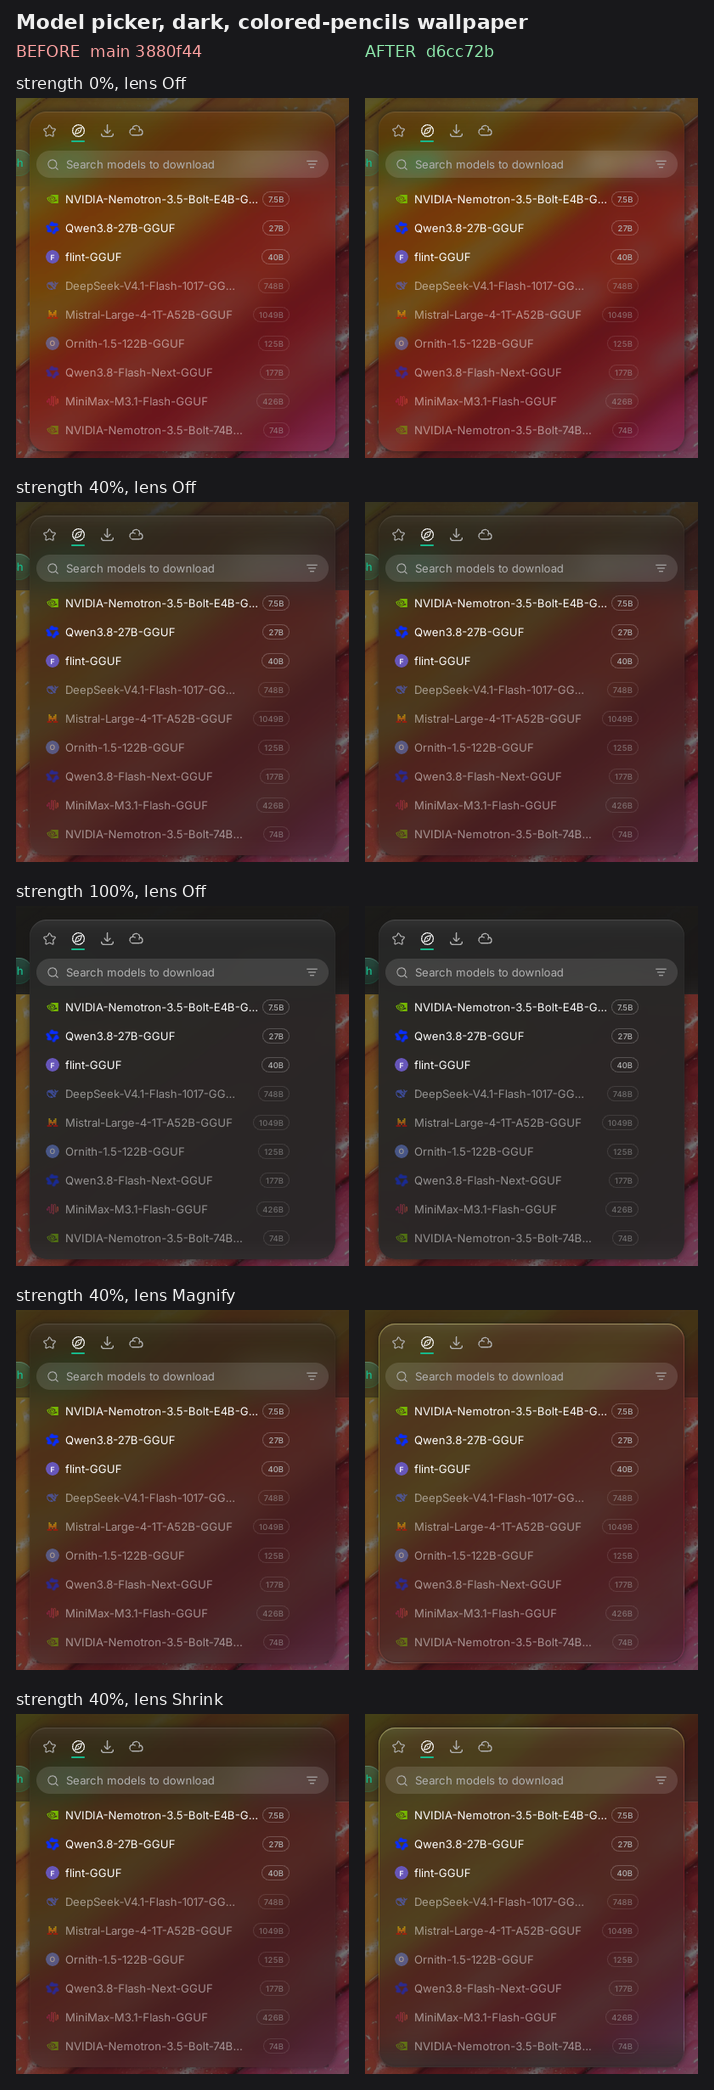 Model picker, dark, colored-pencils wallpaper
BEFORE main 3880f44
AFTER d6cc72b
strength 0%, lens Off
h
Search models to download
NVIDIA-Nemotron-3.5-Bolt-E4B-G... 7.5B
Qwen3.8-27B-GGUF 27B
F flint-GGUF 40B
DeepSeek-V4.1-Flash-1017-GG... 748B
Mistral-Large-4-1T-A52B-GGUF 1049B
O Ornith-1.5-122B-GGUF 125B
Qwen3.8-Flash-Next-GGUF 177B
MiniMax-M3.1-Flash-GGUF 426B
NVIDIA-Nemotron-3.5-Bolt-74B... 74B
h
Search models to download
NVIDIA-Nemotron-3.5-Bolt-E4B-G... 7.5B
Qwen3.8-27B-GGUF 27B
F flint-GGUF 40B
DeepSeek-V4.1-Flash-1017-GG... 748B
Mistral-Large-4-1T-A52B-GGUF 1049B
O Ornith-1.5-122B-GGUF 125B
Qwen3.8-Flash-Next-GGUF 177B
MiniMax-M3.1-Flash-GGUF 426B
NVIDIA-Nemotron-3.5-Bolt-74B... 74B
strength 40%, lens Off
h
Search models to download
NVIDIA-Nemotron-3.5-Bolt-E4B-G... 7.5B
Qwen3.8-27B-GGUF 27B
F flint-GGUF 40B
DeepSeek-V4.1-Flash-1017-GG... 748B
Mistral-Large-4-1T-A52B-GGUF 1049B
O Ornith-1.5-122B-GGUF 125B
Qwen3.8-Flash-Next-GGUF 177B
MiniMax-M3.1-Flash-GGUF 426B
NVIDIA-Nemotron-3.5-Bolt-74B... 74B
h
Search models to download
NVIDIA-Nemotron-3.5-Bolt-E4B-G... 7.5B
Qwen3.8-27B-GGUF 27B
F flint-GGUF 40B
DeepSeek-V4.1-Flash-1017-GG... 748B
Mistral-Large-4-1T-A52B-GGUF 1049B
O Ornith-1.5-122B-GGUF 125B
Qwen3.8-Flash-Next-GGUF 177B
MiniMax-M3.1-Flash-GGUF 426B
NVIDIA-Nemotron-3.5-Bolt-74B... 74B
strength 100%, lens Off
h
Search models to download
NVIDIA-Nemotron-3.5-Bolt-E4B-G... 7.5B
Qwen3.8-27B-GGUF 27B
F flint-GGUF 40B
DeepSeek-V4.1-Flash-1017-GG... 748B
Mistral-Large-4-1T-A52B-GGUF 1049B
O Ornith-1.5-122B-GGUF 125B
Qwen3.8-Flash-Next-GGUF 177B
MiniMax-M3.1-Flash-GGUF 426B
NVIDIA-Nemotron-3.5-Bolt-74B... 74B
h
Search models to download
NVIDIA-Nemotron-3.5-Bolt-E4B-G... 7.5B
Qwen3.8-27B-GGUF 27B
F flint-GGUF 40B
DeepSeek-V4.1-Flash-1017-GG... 748B
Mistral-Large-4-1T-A52B-GGUF 1049B
O Ornith-1.5-122B-GGUF 125B
Qwen3.8-Flash-Next-GGUF 177B
MiniMax-M3.1-Flash-GGUF 426B
NVIDIA-Nemotron-3.5-Bolt-74B... 74B
strength 40%, lens Magnify
h
Search models to download
NVIDIA-Nemotron-3.5-Bolt-E4B-G... 7.5B
Qwen3.8-27B-GGUF 27B
F flint-GGUF 40B
DeepSeek-V4.1-Flash-1017-GG... 748B
Mistral-Large-4-1T-A52B-GGUF 1049B
O Ornith-1.5-122B-GGUF 125B
Qwen3.8-Flash-Next-GGUF 177B
MiniMax-M3.1-Flash-GGUF 426B
NVIDIA-Nemotron-3.5-Bolt-74B... 74B
h
Search models to download
NVIDIA-Nemotron-3.5-Bolt-E4B-G... 7.5B
Qwen3.8-27B-GGUF 27B
F flint-GGUF 40B
DeepSeek-V4.1-Flash-1017-GG... 748B
Mistral-Large-4-1T-A52B-GGUF 1049B
O Ornith-1.5-122B-GGUF 125B
Qwen3.8-Flash-Next-GGUF 177B
MiniMax-M3.1-Flash-GGUF 426B
NVIDIA-Nemotron-3.5-Bolt-74B... 74B
strength 40%, lens Shrink
h
Search models to download
NVIDIA-Nemotron-3.5-Bolt-E4B-G... 7.5B
Qwen3.8-27B-GGUF 27B
F flint-GGUF 40B
DeepSeek-V4.1-Flash-1017-GG... 748B
Mistral-Large-4-1T-A52B-GGUF 1049B
O Ornith-1.5-122B-GGUF 125B
Qwen3.8-Flash-Next-GGUF 177B
MiniMax-M3.1-Flash-GGUF 426B
NVIDIA-Nemotron-3.5-Bolt-74B... 74B
h
Search models to download
NVIDIA-Nemotron-3.5-Bolt-E4B-G... 7.5B
Qwen3.8-27B-GGUF 27B
F flint-GGUF 40B
DeepSeek-V4.1-Flash-1017-GG... 748B
Mistral-Large-4-1T-A52B-GGUF 1049B
O Ornith-1.5-122B-GGUF 125B
Qwen3.8-Flash-Next-GGUF 177B
MiniMax-M3.1-Flash-GGUF 426B
NVIDIA-Nemotron-3.5-Bolt-74B... 74B